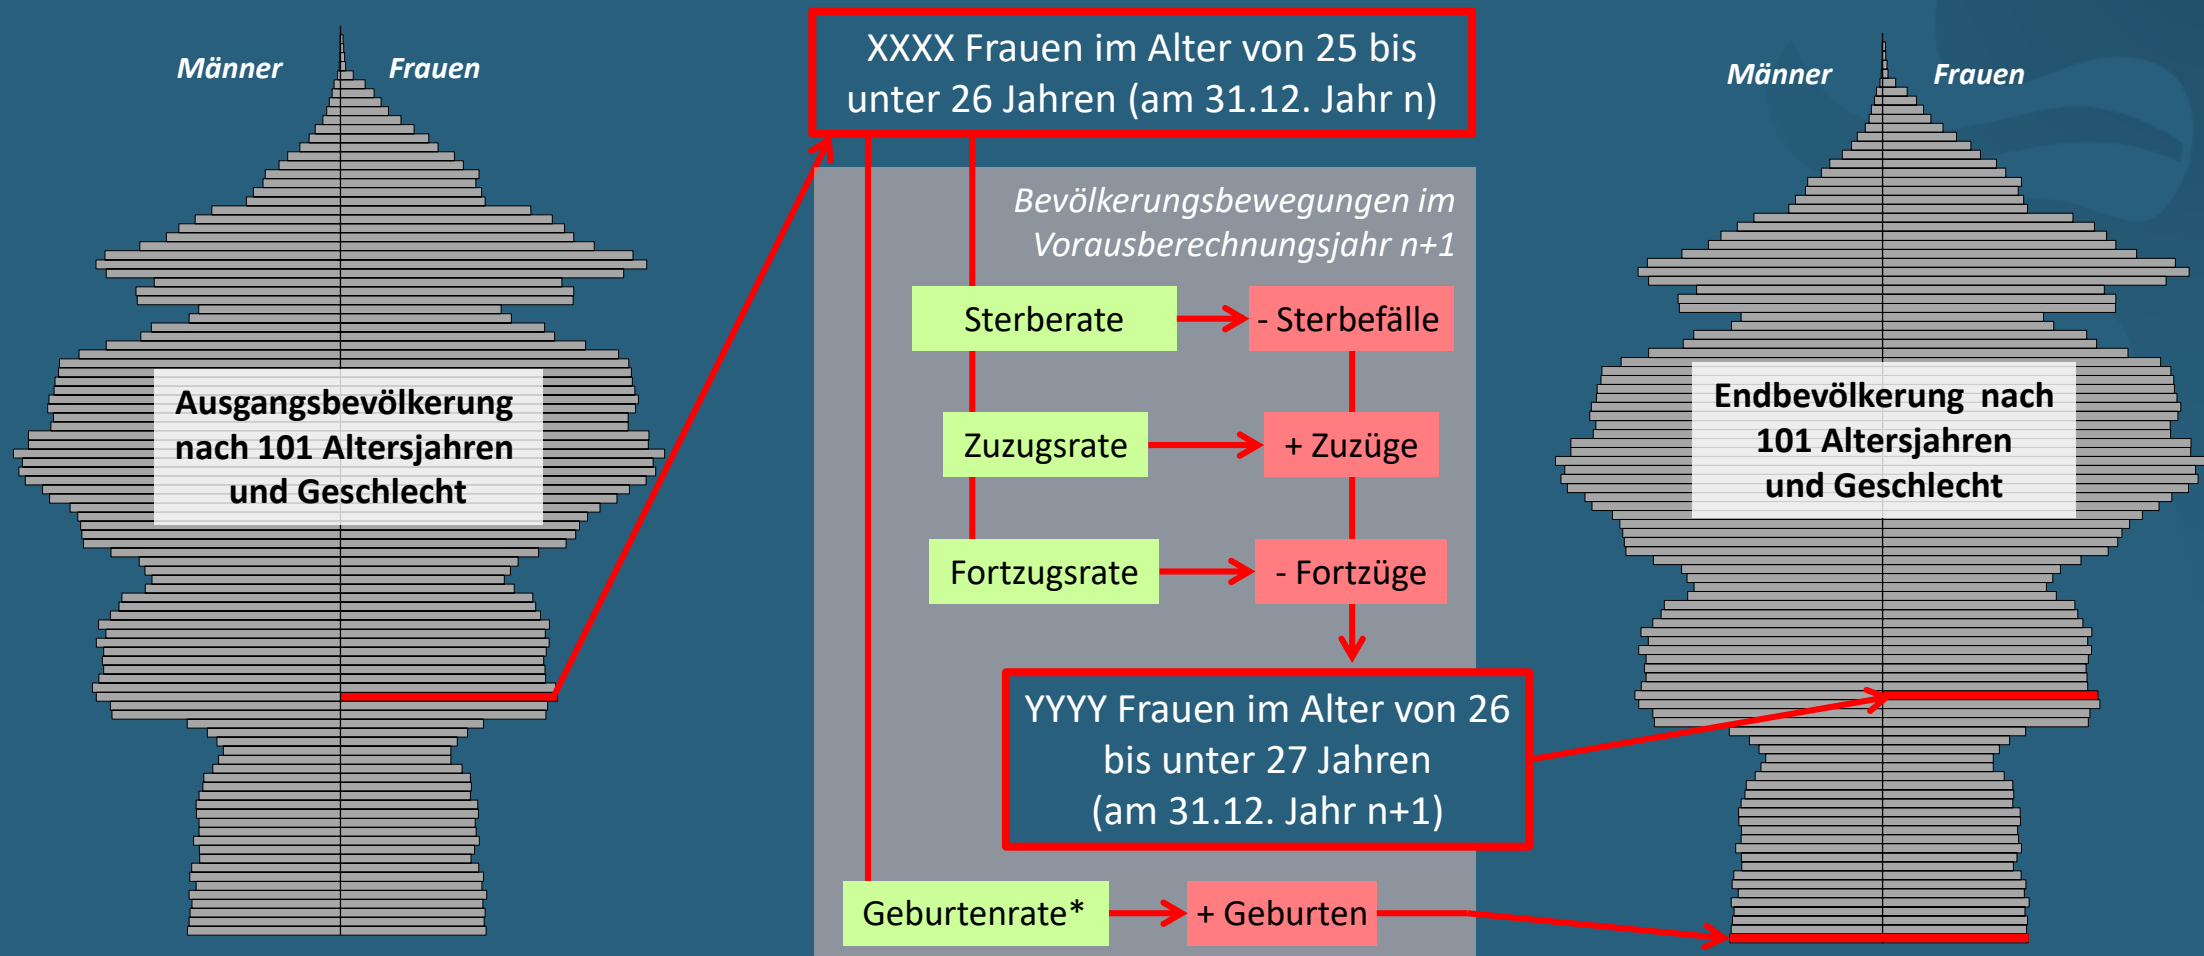 Männer Frauen
Ausgangsbevölkerung
nach 101 Altersjahren
und Geschlecht
XXXX Frauen im Alter von 25 bis
unter 26 Jahren (am 31.12. Jahr n)
Bevölkerungsbewegungen im
Vorausberechnungsjahr n+1
Sterberate - Sterbefälle
Zuzugsrate + Zuzüge
Fortzugsrate - Fortzüge
YYYY Frauen im Alter von 26
bis unter 27 Jahren
(am 31.12. Jahr n+1)
Geburtenrate* + Geburten
Männer Frauen
Endbevölkerung nach
101 Altersjahren
und Geschlecht